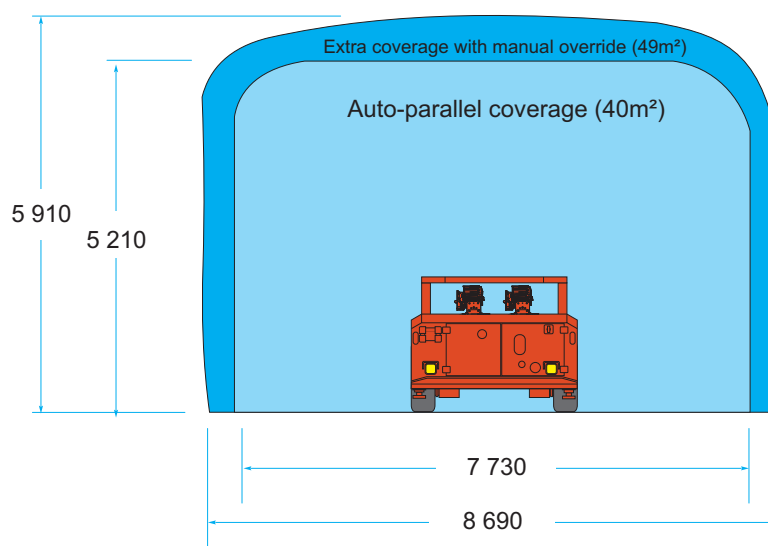 Extra coverage with manual override (49m²)
Auto-parallel coverage (40m²)
5 910
5 210
7 730
8 690